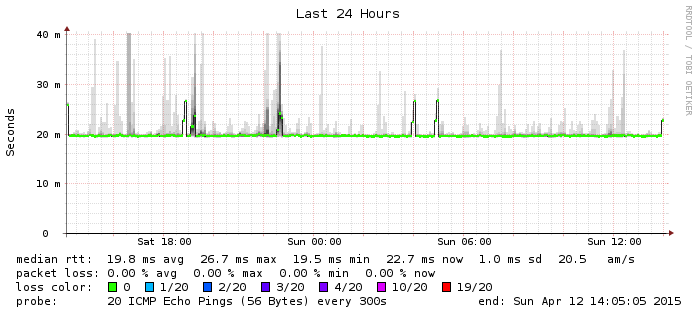 Last 24 Hours
RRDTOOL / TOBI OETIKER
Seconds
40 m
30 m
20 m
10 m
0
Sat 18:00 Sun 00:00 Sun 06:00 Sun 12:00
median rtt: 19.8 ms avg 26.7 ms max 19.5 ms min 22.7 ms now 1.0 ms sd 20.5 am/s
packet loss: 0.00 % avg 0.00 % max 0.00 % min 0.00 % now
loss color: 0 1/20 2/20 3/20 4/20 10/20 19/20
probe: 20 ICMP Echo Pings (56 Bytes) every 300s end: Sun Apr 12 14:05:05 2015